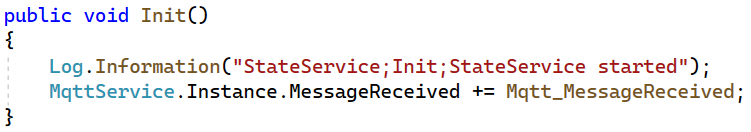 public void Init()
{
    Log.Information("StateService;Init;StateService started");
    MqttService.Instance.MessageReceived += Mqtt_MessageReceived;
}